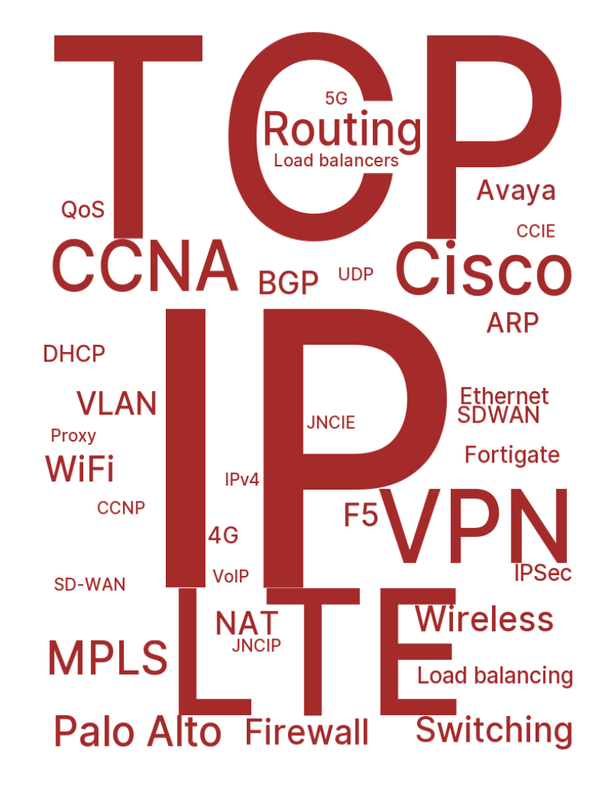 TCP
5G
Routing
Load balancers
Avaya
QoS
CCIE
CCNA
Cisco
BGP
UDP
ARP
IP
DHCP
VLAN
Ethernet
SDWAN
JNCIE
Proxy
Fortigate
WiFi
IPv4
VPN
CCNP
F5
4G
IPSec
VoIP
SD-WAN
LTE
NAT
Wireless
JNCIP
MPLS
Load balancing
Palo Alto
Firewall
Switching